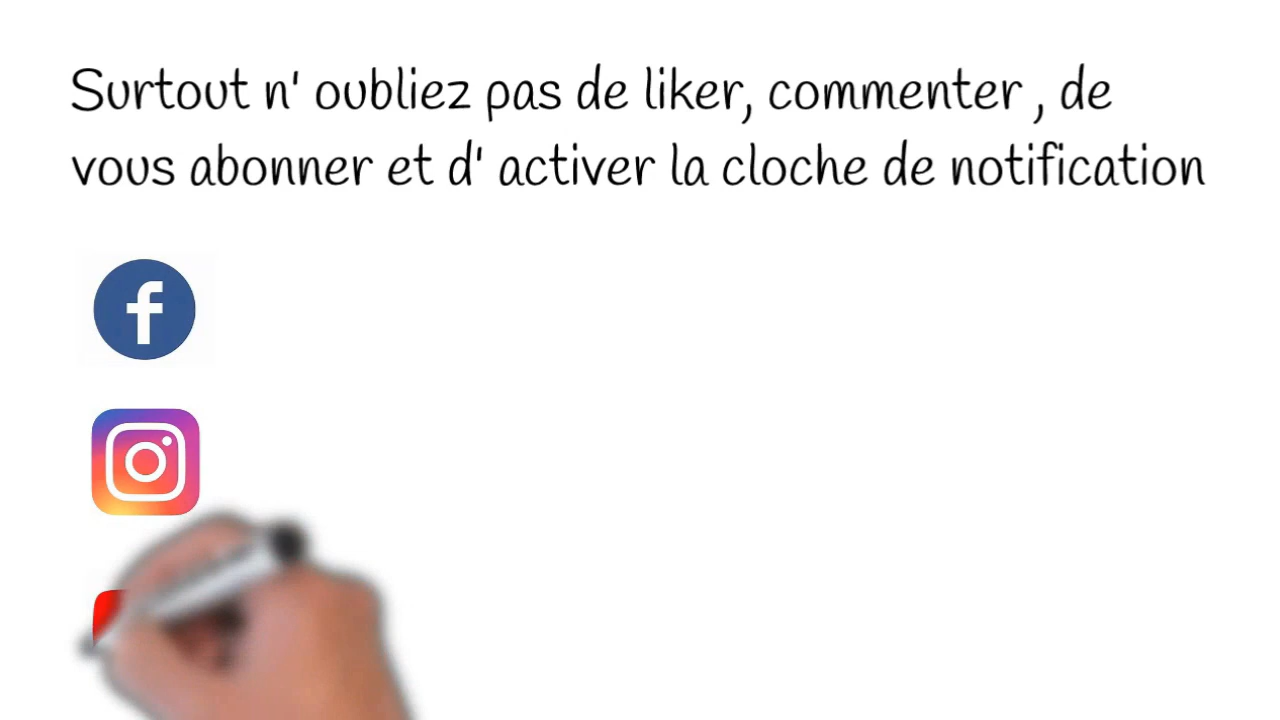 Surtout n' oubliez pas de liker, commenter , de
vous abonner et d' activer la cloche de notification
f